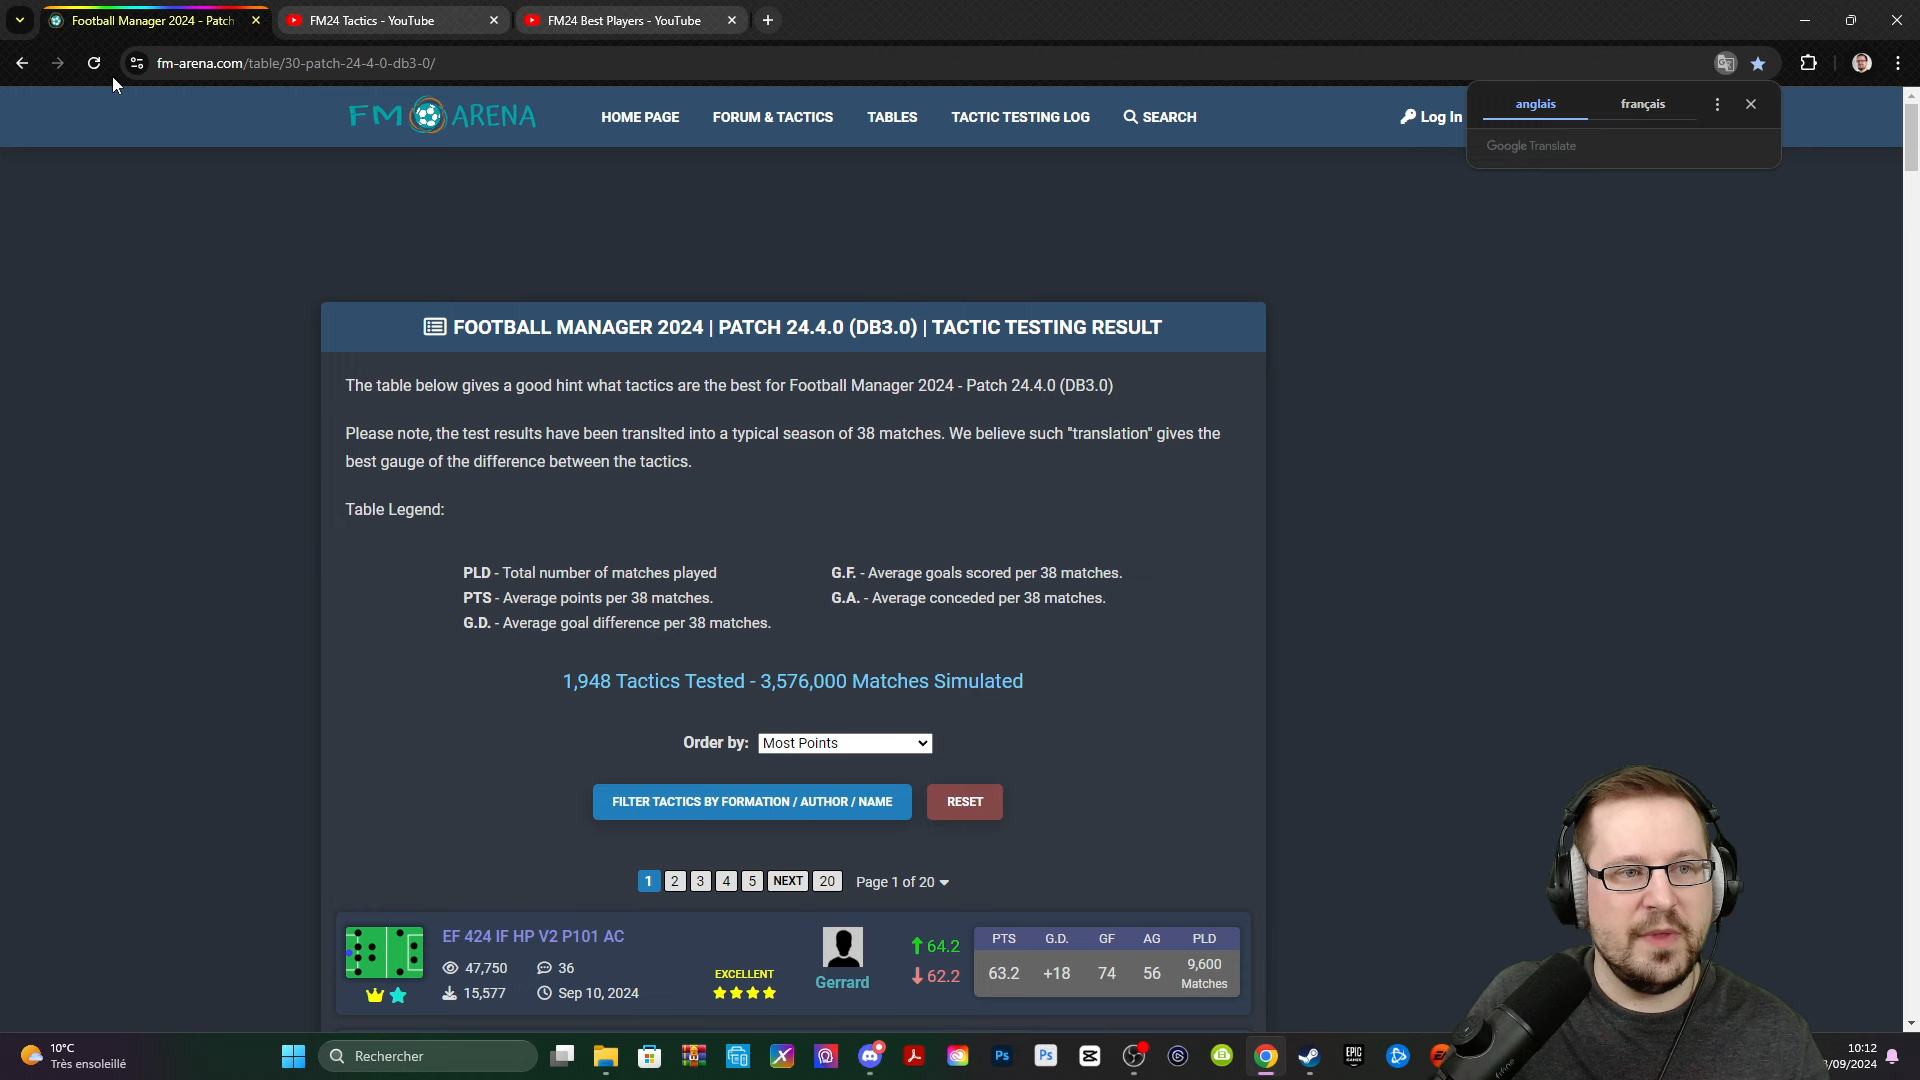 Football Manager 2024 - Patch
FM24 Tactics - YouTube
FM24 Best Players - YouTube
fm-arena.com/table/30-patch-24-4-0-db3-0/
FM ARENA
HOME PAGE
FORUM & TACTICS
TABLES
TACTIC TESTING LOG
SEARCH
Log In
anglais
français
Google Translate
FOOTBALL MANAGER 2024 | PATCH 24.4.0 (DB3.0) | TACTIC TESTING RESULT
The table below gives a good hint what tactics are the best for Football Manager 2024 - Patch 24.4.0 (DB3.0)
Please note, the test results have been translted into a typical season of 38 matches. We believe such "translation" gives the
best gauge of the difference between the tactics.
Table Legend:
PLD - Total number of matches played
PTS - Average points per 38 matches.
G.D. - Average goal difference per 38 matches.
G.F. - Average goals scored per 38 matches.
G.A. - Average conceded per 38 matches.
1,948 Tactics Tested - 3,576,000 Matches Simulated
Order by: Most Points
FILTER TACTICS BY FORMATION / AUTHOR / NAME
RESET
1 2 3 4 5 NEXT 20 Page 1 of 20
EF 424 IF HP V2 P101 AC
47,750 36
15,577 Sep 10, 2024
EXCELLENT
Gerrard
64.2
62.2
PTS G.D. GF AG PLD
63.2 +18 74 56 9,600
Matches
10°C
Très ensoleillé
Rechercher
Ps
Ps
EPIC
GAMES
10:12
/09/2024